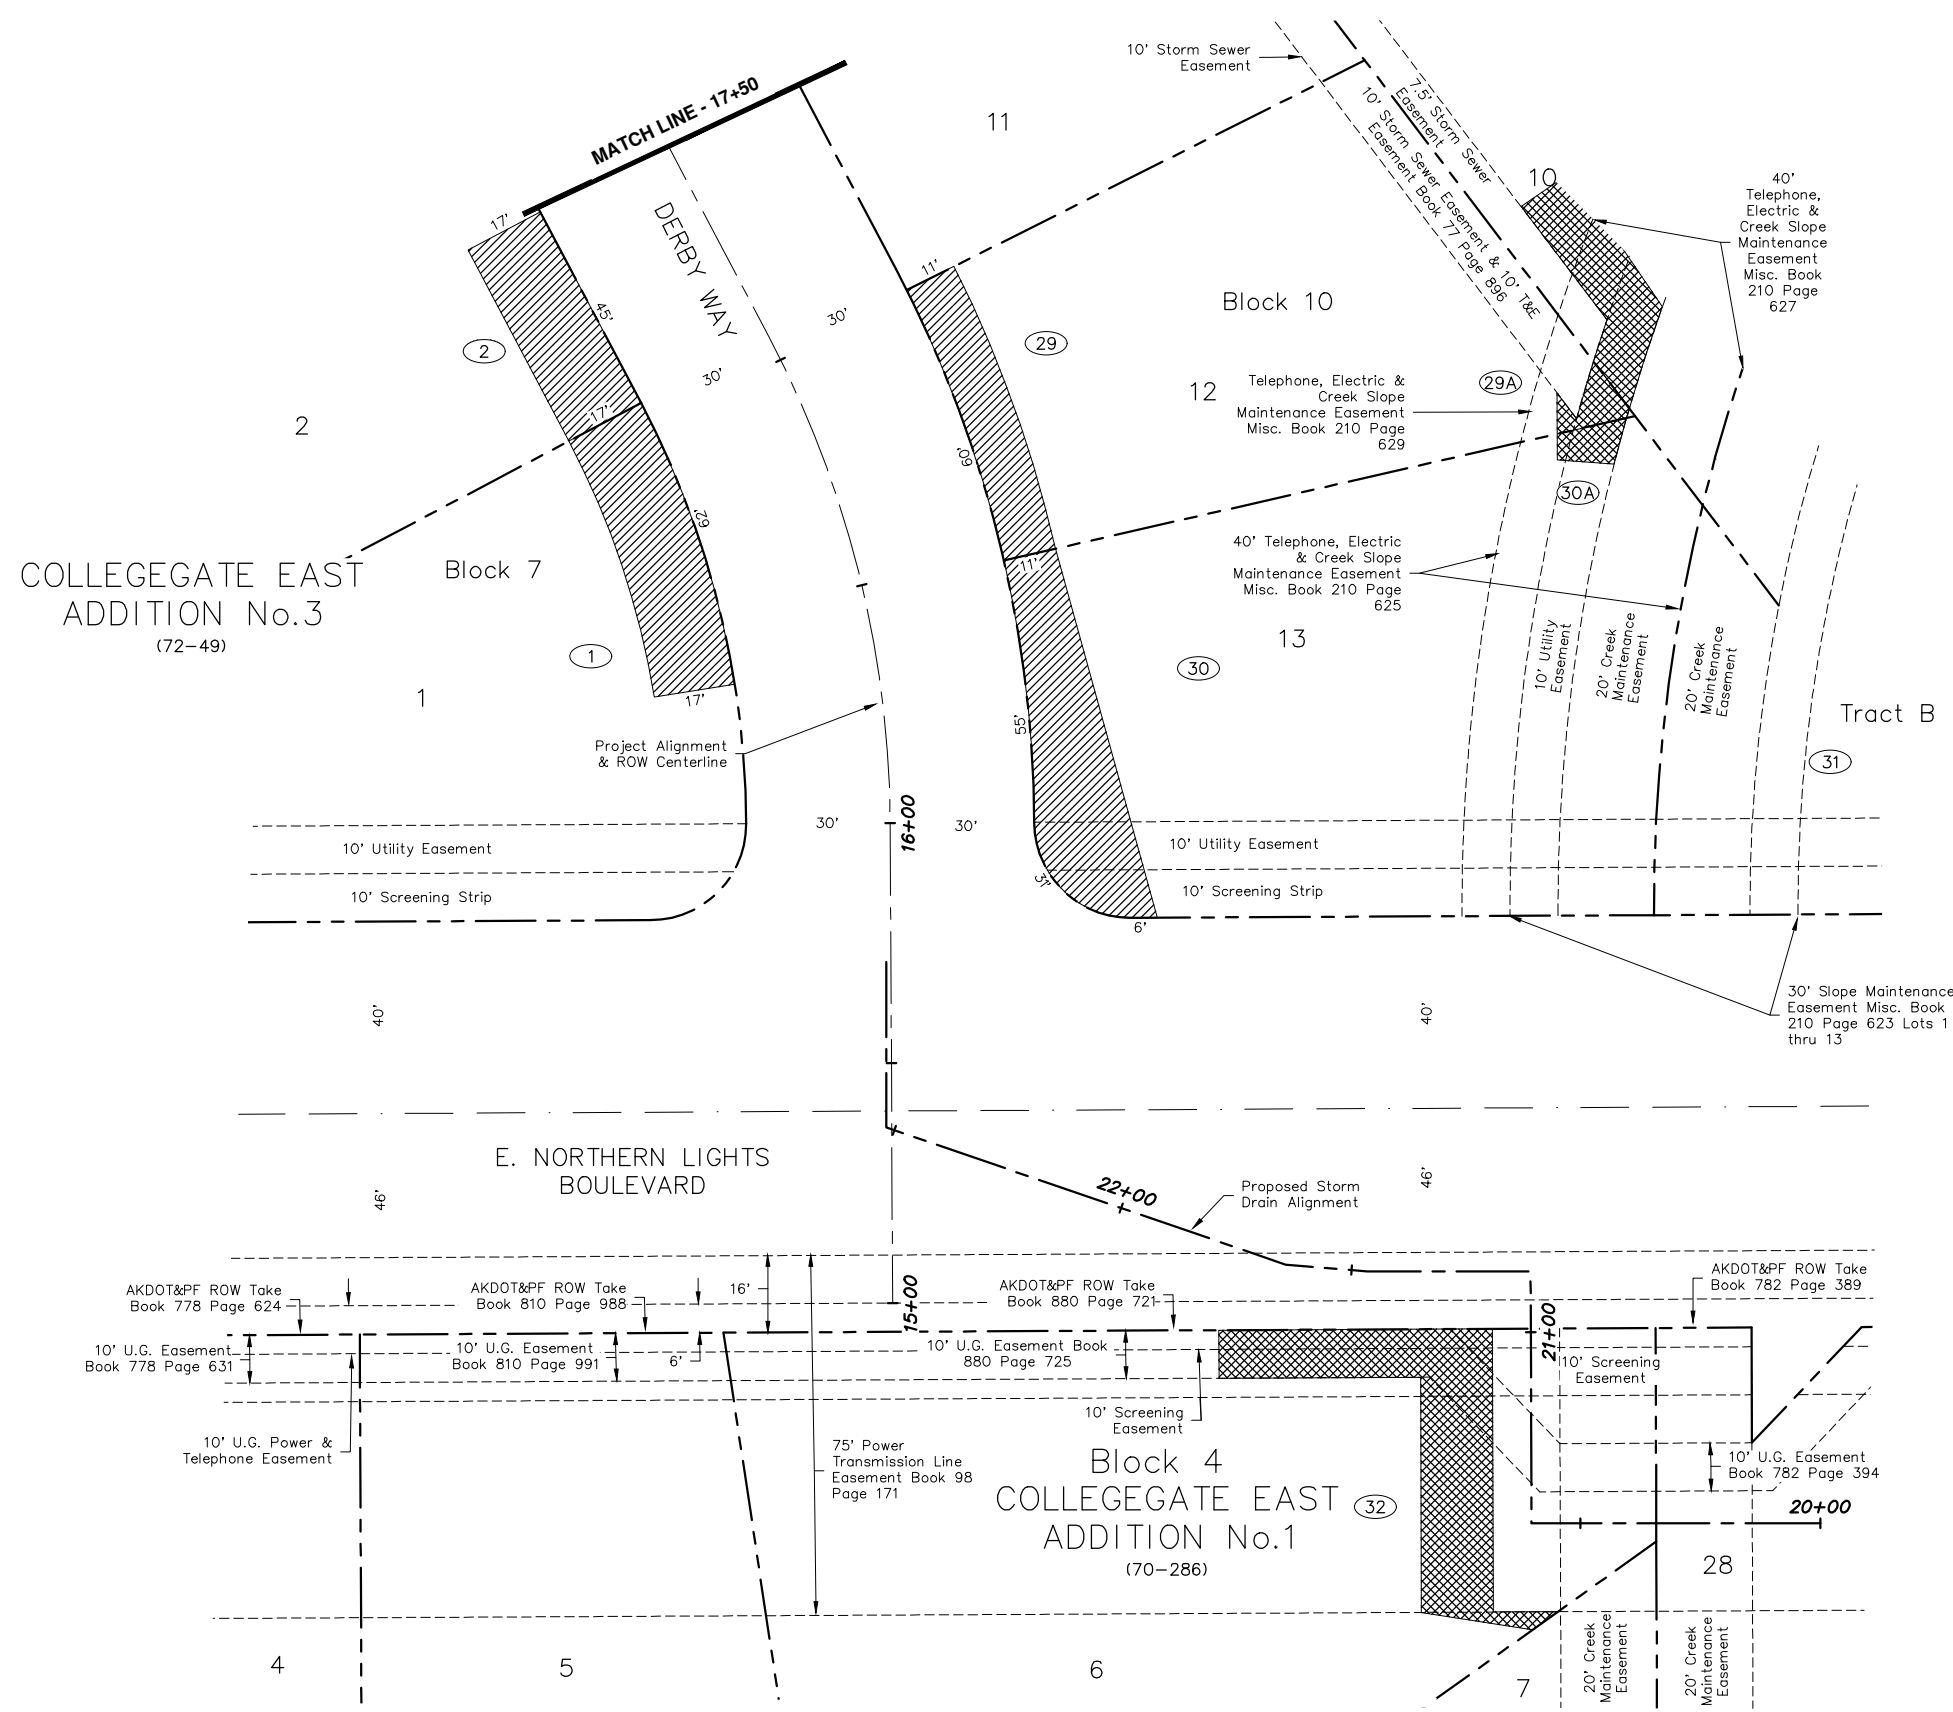 10' Storm Sewer
Easement
MATCH LINE - 17+50
11
7.5' Storm Sewer
Easement
10' Storm Sewer Easement & 10' T&E
Easement Book 77 Page 896
10
40'
Telephone,
Electric &
Creek Slope
Maintenance
Easement
Misc. Book
210 Page
627
17'
DERBY WAY
11'
45'
30'
30'
Block 10
2
29
29A
12
Telephone, Electric &
Creek Slope
Maintenance Easement
Misc. Book 210 Page
629
2
17'
60'
30A
62'
11'
COLLEGEGATE EAST
ADDITION No.3
(72-49)
Block 7
40' Telephone, Electric
& Creek Slope
Maintenance Easement
Misc. Book 210 Page
625
13
1
30
10' Utility
Easement
20' Creek
Maintenance
Easement
20' Creek
Maintenance
Easement
1
17'
55'
Tract B
31
Project Alignment
& ROW Centerline
30'
16+00
30'
10' Utility Easement
10' Utility Easement
10' Screening Strip
31'
10' Screening Strip
6'
40'
40'
30' Slope Maintenance
Easement Misc. Book
210 Page 623 Lots 1
thru 13
E. NORTHERN LIGHTS
BOULEVARD
46'
46'
22+00
Proposed Storm
Drain Alignment
AKDOT&PF ROW Take
Book 778 Page 624
AKDOT&PF ROW Take
Book 810 Page 988
16'
15+00
AKDOT&PF ROW Take
Book 880 Page 721
AKDOT&PF ROW Take
Book 782 Page 389
21+00
10' U.G. Easement
Book 778 Page 631
10' U.G. Easement
Book 810 Page 991
6'
10' U.G. Easement Book
880 Page 725
10' Screening
Easement
10' Screening
Easement
10' U.G. Power &
Telephone Easement
75' Power
Transmission Line
Easement Book 98
Page 171
Block 4
COLLEGEGATE EAST
ADDITION No.1
(70-286)
32
10' U.G. Easement
Book 782 Page 394
20+00
28
4
5
6
7
20' Creek
Maintenance
Easement
20' Creek
Maintenance
Easement